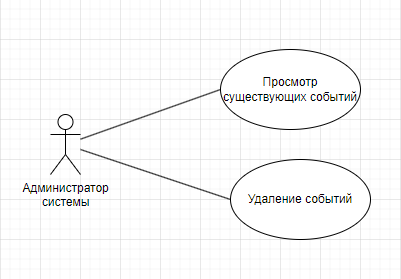 Просмотр
существующих событий
Администратор
системы
Удаление событий